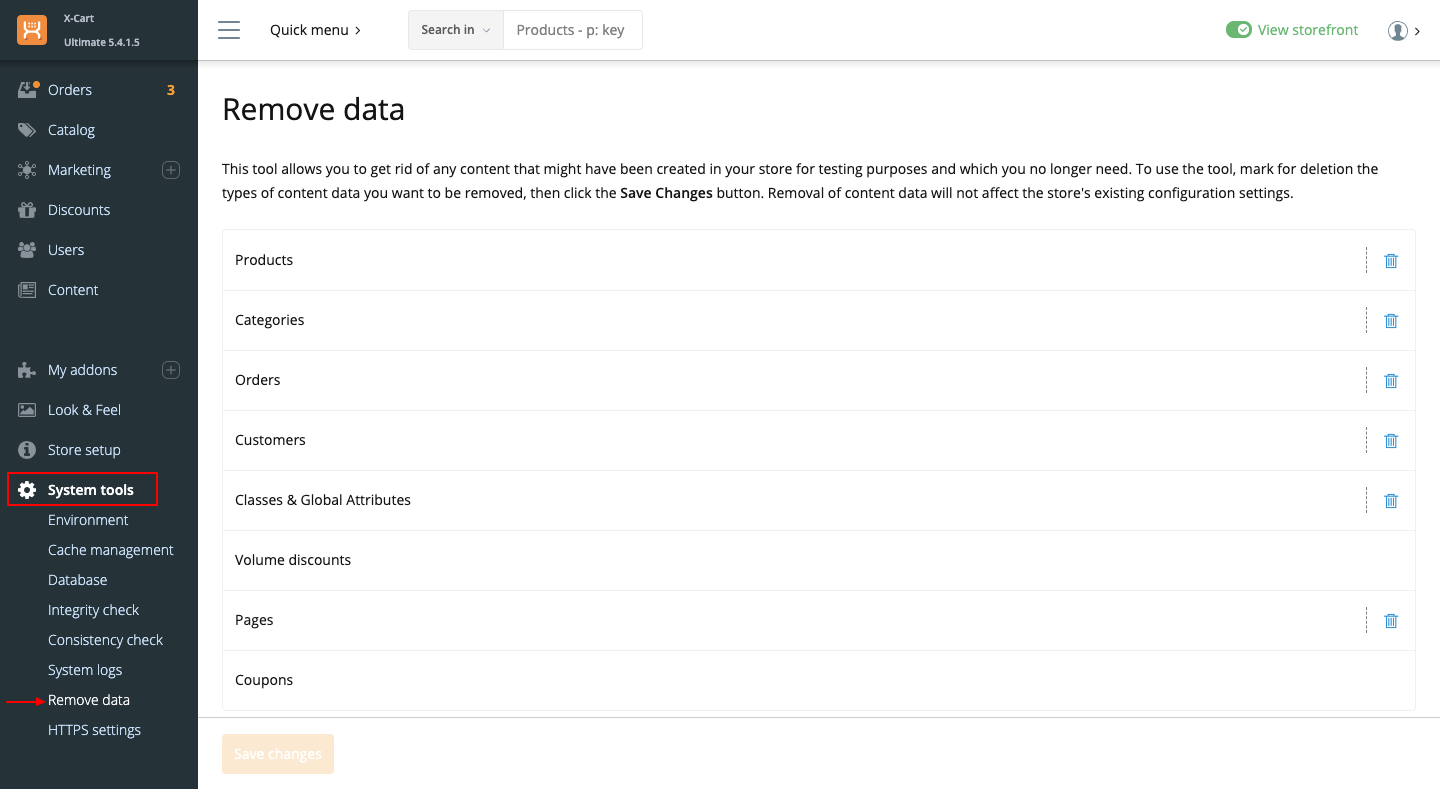 X-Cart
Ultimate 5.4.1.5
Quick menu
Search in
Products - p: key
View storefront
Orders 3
Catalog
Marketing
Discounts
Users
Content
My addons
Look & Feel
Store setup
System tools
Environment
Cache management
Database
Integrity check
Consistency check
System logs
Remove data
HTTPS settings
Remove data
This tool allows you to get rid of any content that might have been created in your store for testing purposes and which you no longer need. To use the tool, mark for deletion the
types of content data you want to be removed, then click the Save Changes button. Removal of content data will not affect the store's existing configuration settings.
Products
Categories
Orders
Customers
Classes & Global Attributes
Volume discounts
Pages
Coupons
Save changes